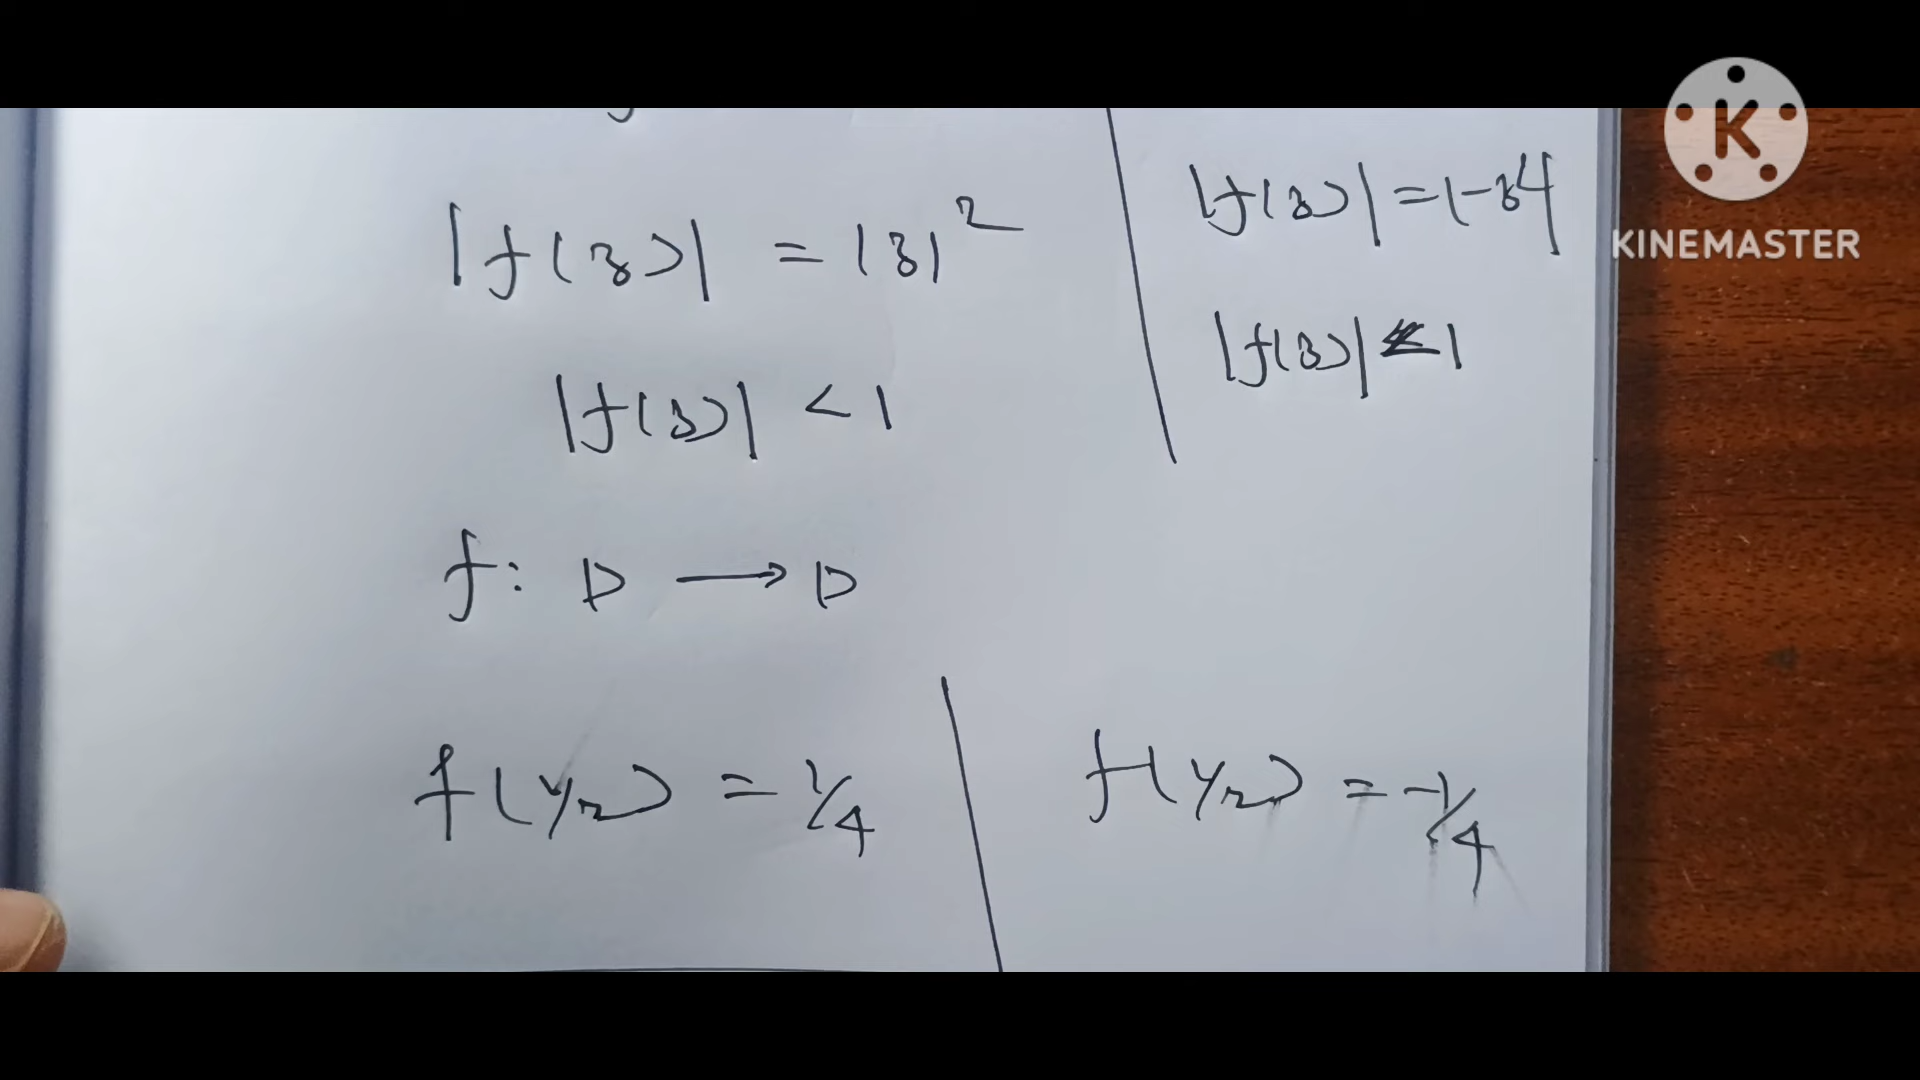 |f(z)| = |z|²
|f(z)| < 1
f: D → D
f(1/2) = 1/4
|f(z)| = |-z⁴|
|f(z)| < 1
f(1/2) = -1/4
K
KINEMASTER